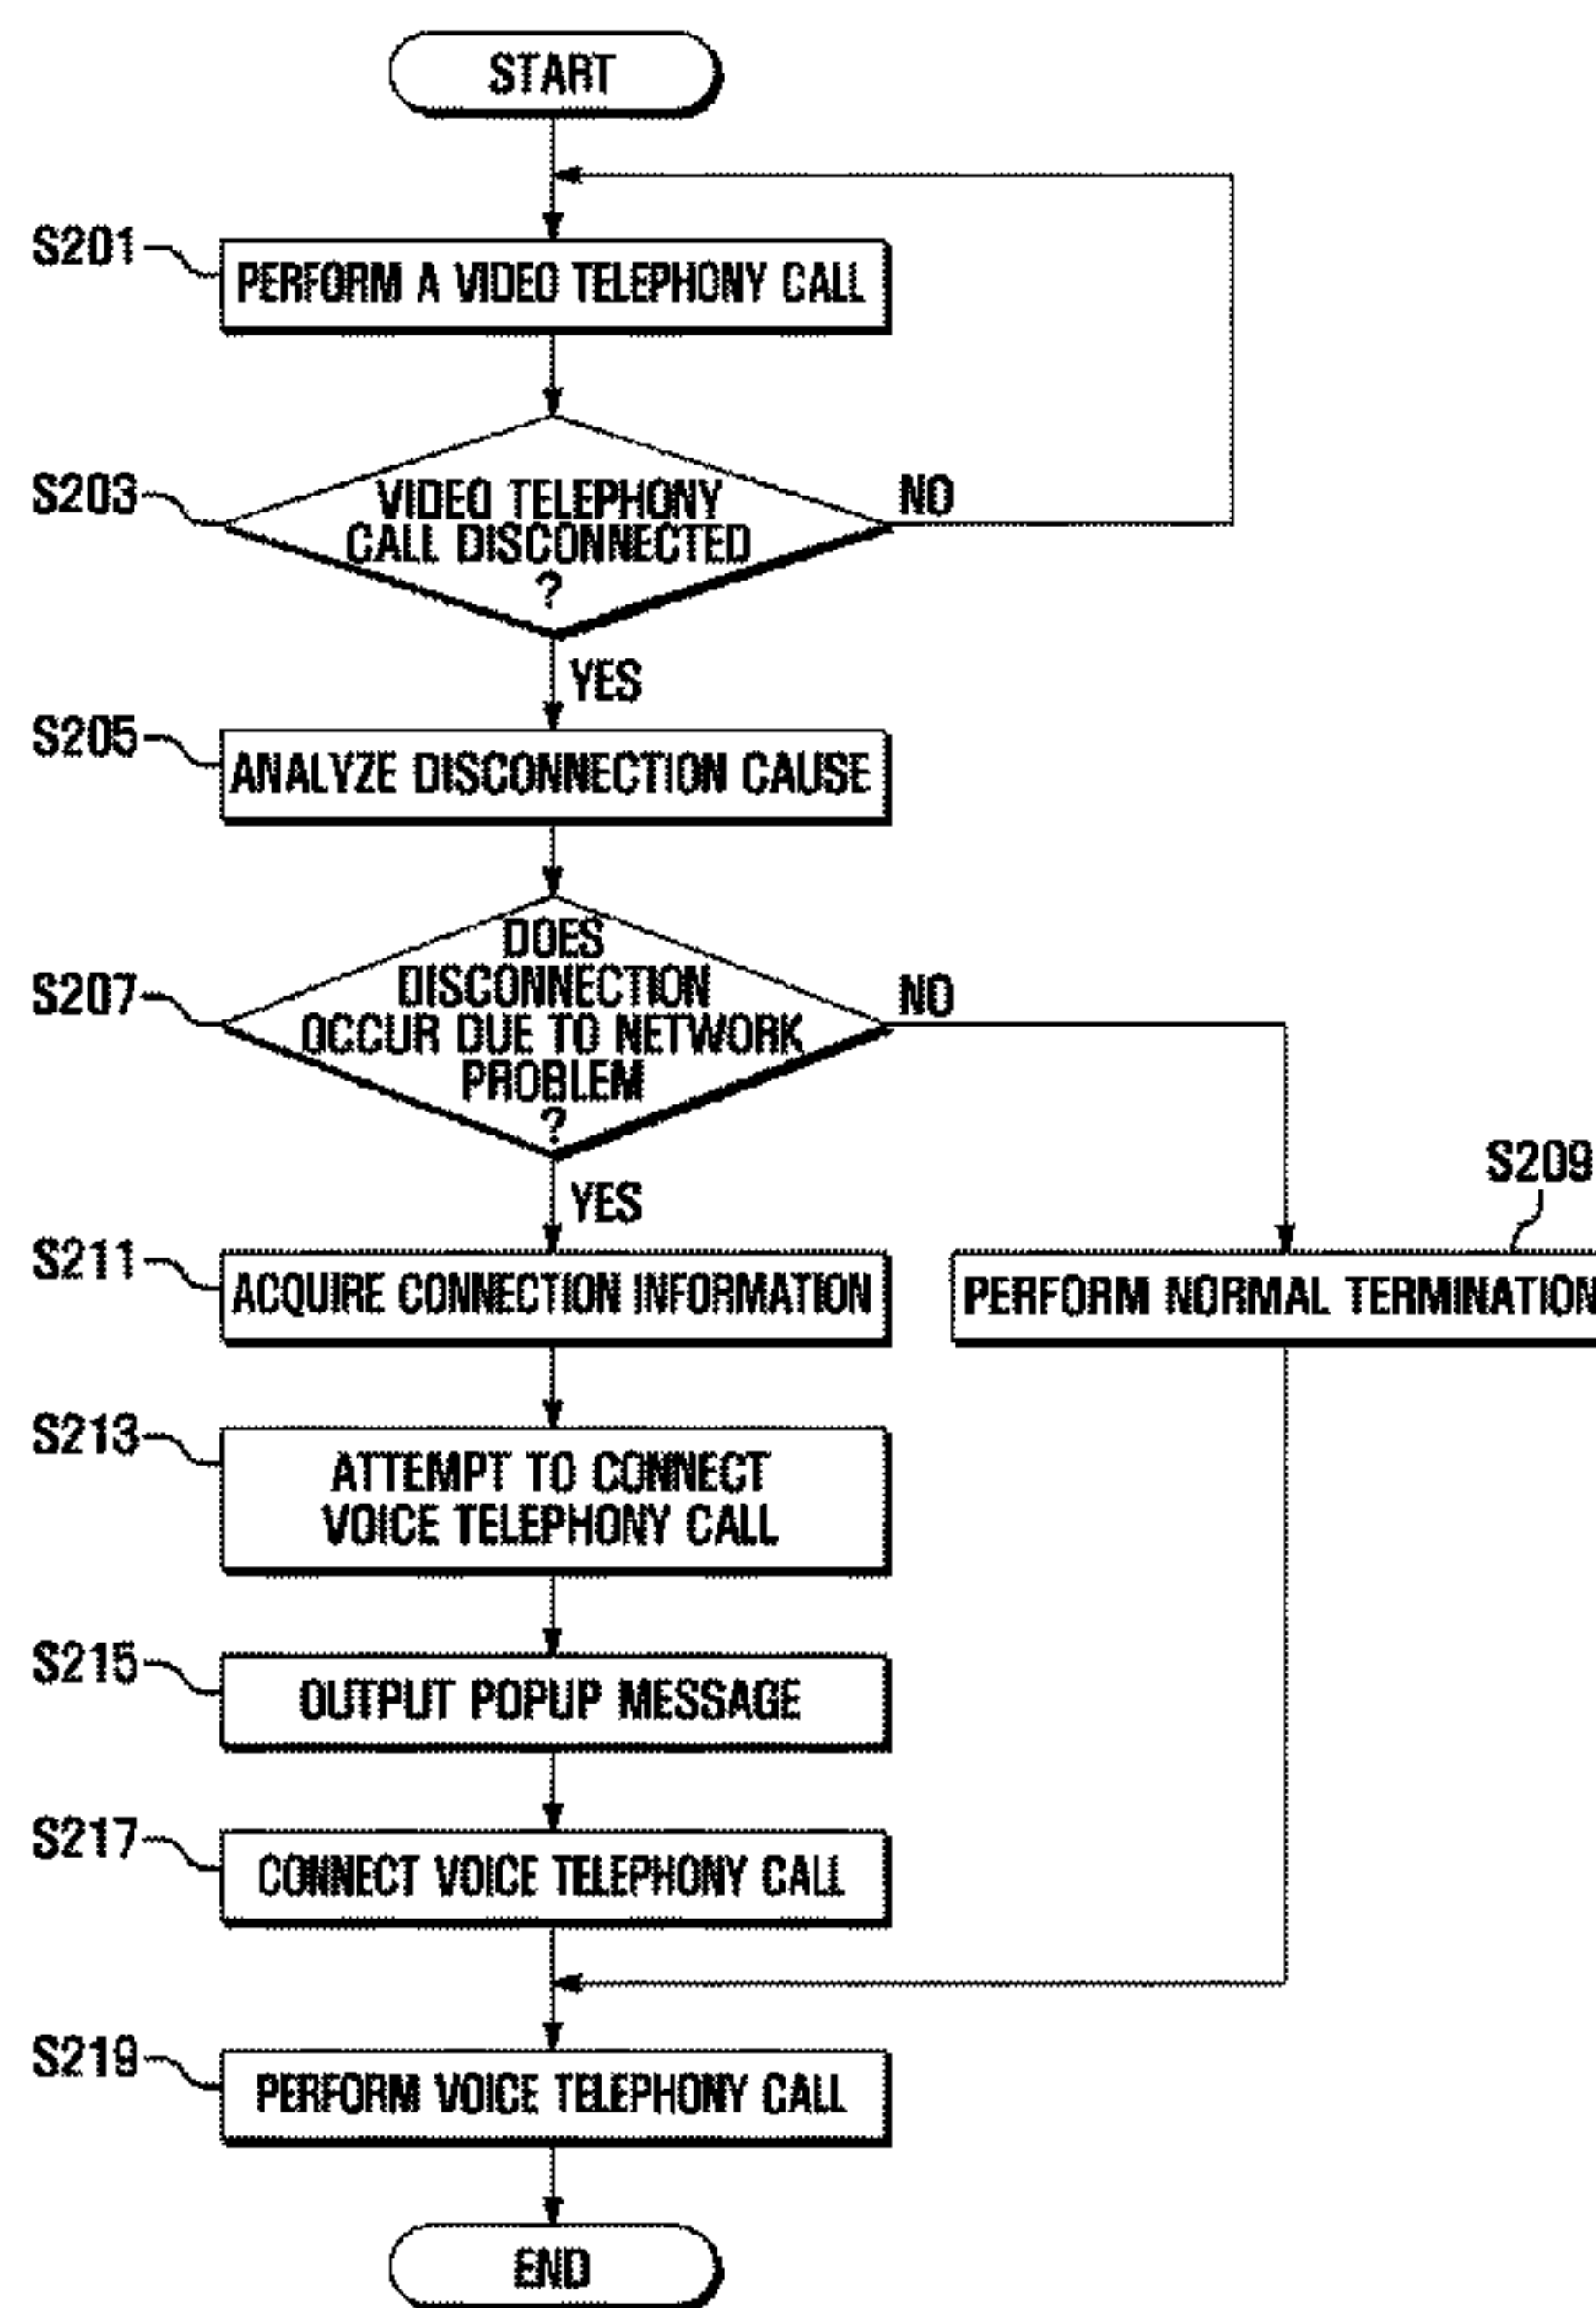 START
S201
PERFORM A VIDEO TELEPHONY CALL
S203
VIDEO TELEPHONY
CALL DISCONNECTED
?
NO
YES
S205
ANALYZE DISCONNECTION CAUSE
S207
DOES
DISCONNECTION
OCCUR DUE TO NETWORK
PROBLEM
?
NO
YES
S209
S211
ACQUIRE CONNECTION INFORMATION
PERFORM NORMAL TERMINATION
S213
ATTEMPT TO CONNECT
VOICE TELEPHONY CALL
S215
OUTPUT POPUP MESSAGE
S217
CONNECT VOICE TELEPHONY CALL
S219
PERFORM VOICE TELEPHONY CALL
END